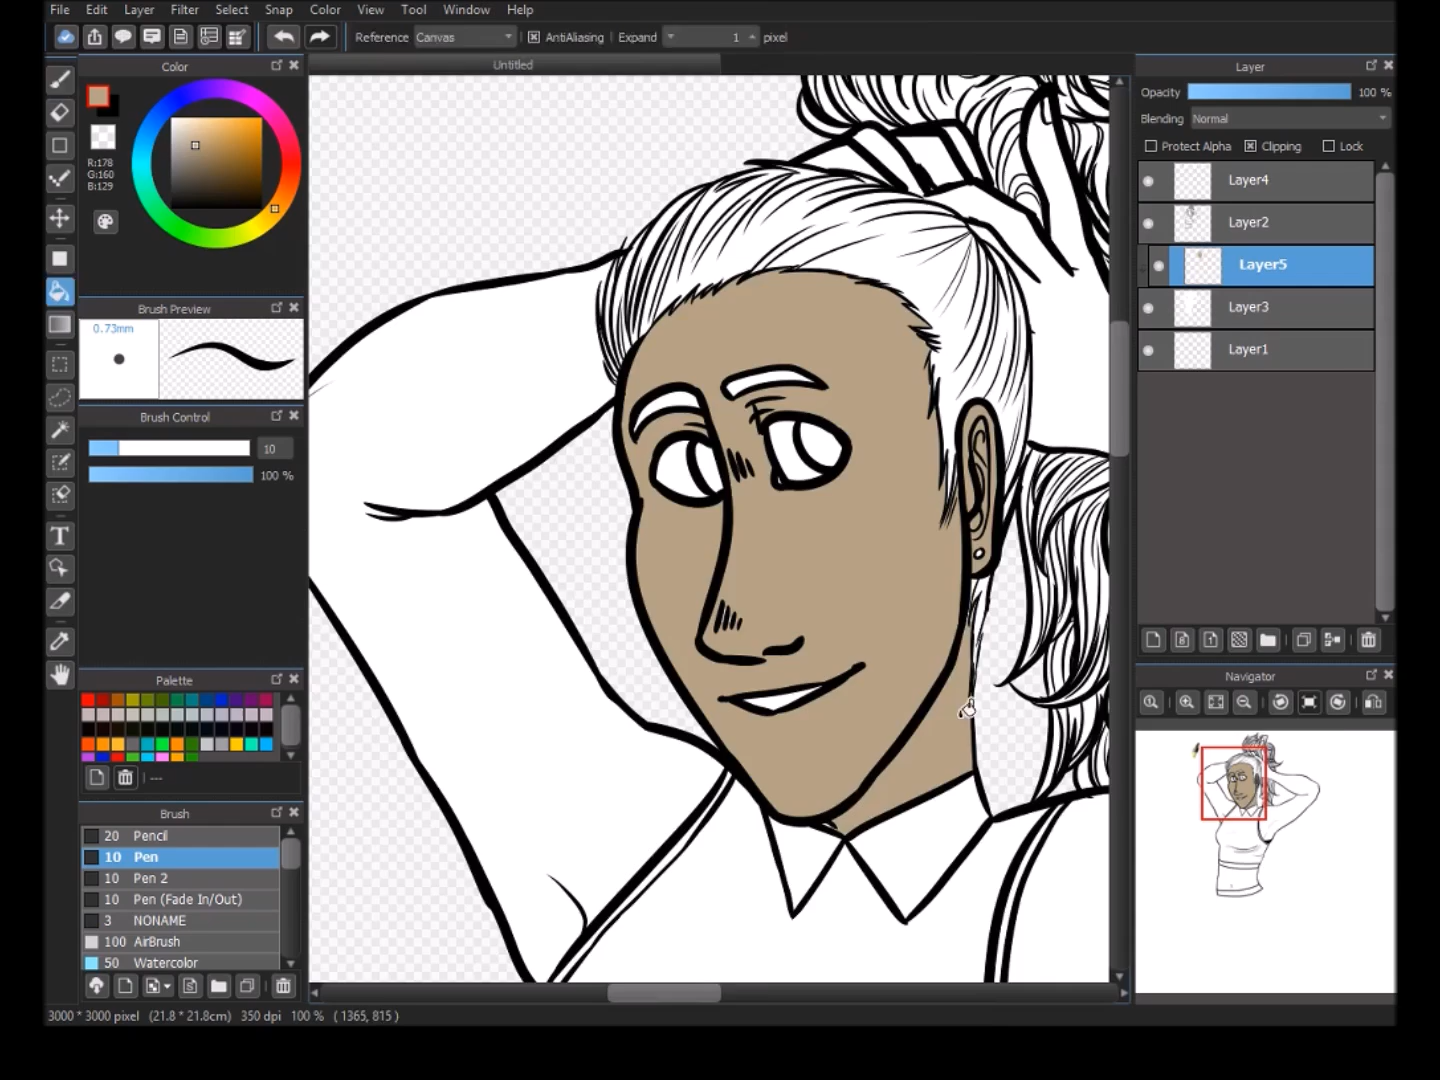 File Edit Layer Filter Select Snap Color View Tool Window Help
Reference Canvas AntiAliasing Expand 1 pixel
Color
Untitled
Layer
R:178
G:160
B:129
Opacity 100 %
Blending Normal
Protect Alpha Clipping Lock
Layer4
Layer2
Layer5
Layer3
Layer1
Brush Preview
0.73mm
Brush Control
10
100 %
Palette
---
Navigator
Brush
20 Pencil
10 Pen
10 Pen 2
10 Pen (Fade In/Out)
3 NONAME
100 AirBrush
50 Watercolor
3000 * 3000 pixel (21.8 * 21.8cm) 350 dpi 100 % ( 1365, 815 )